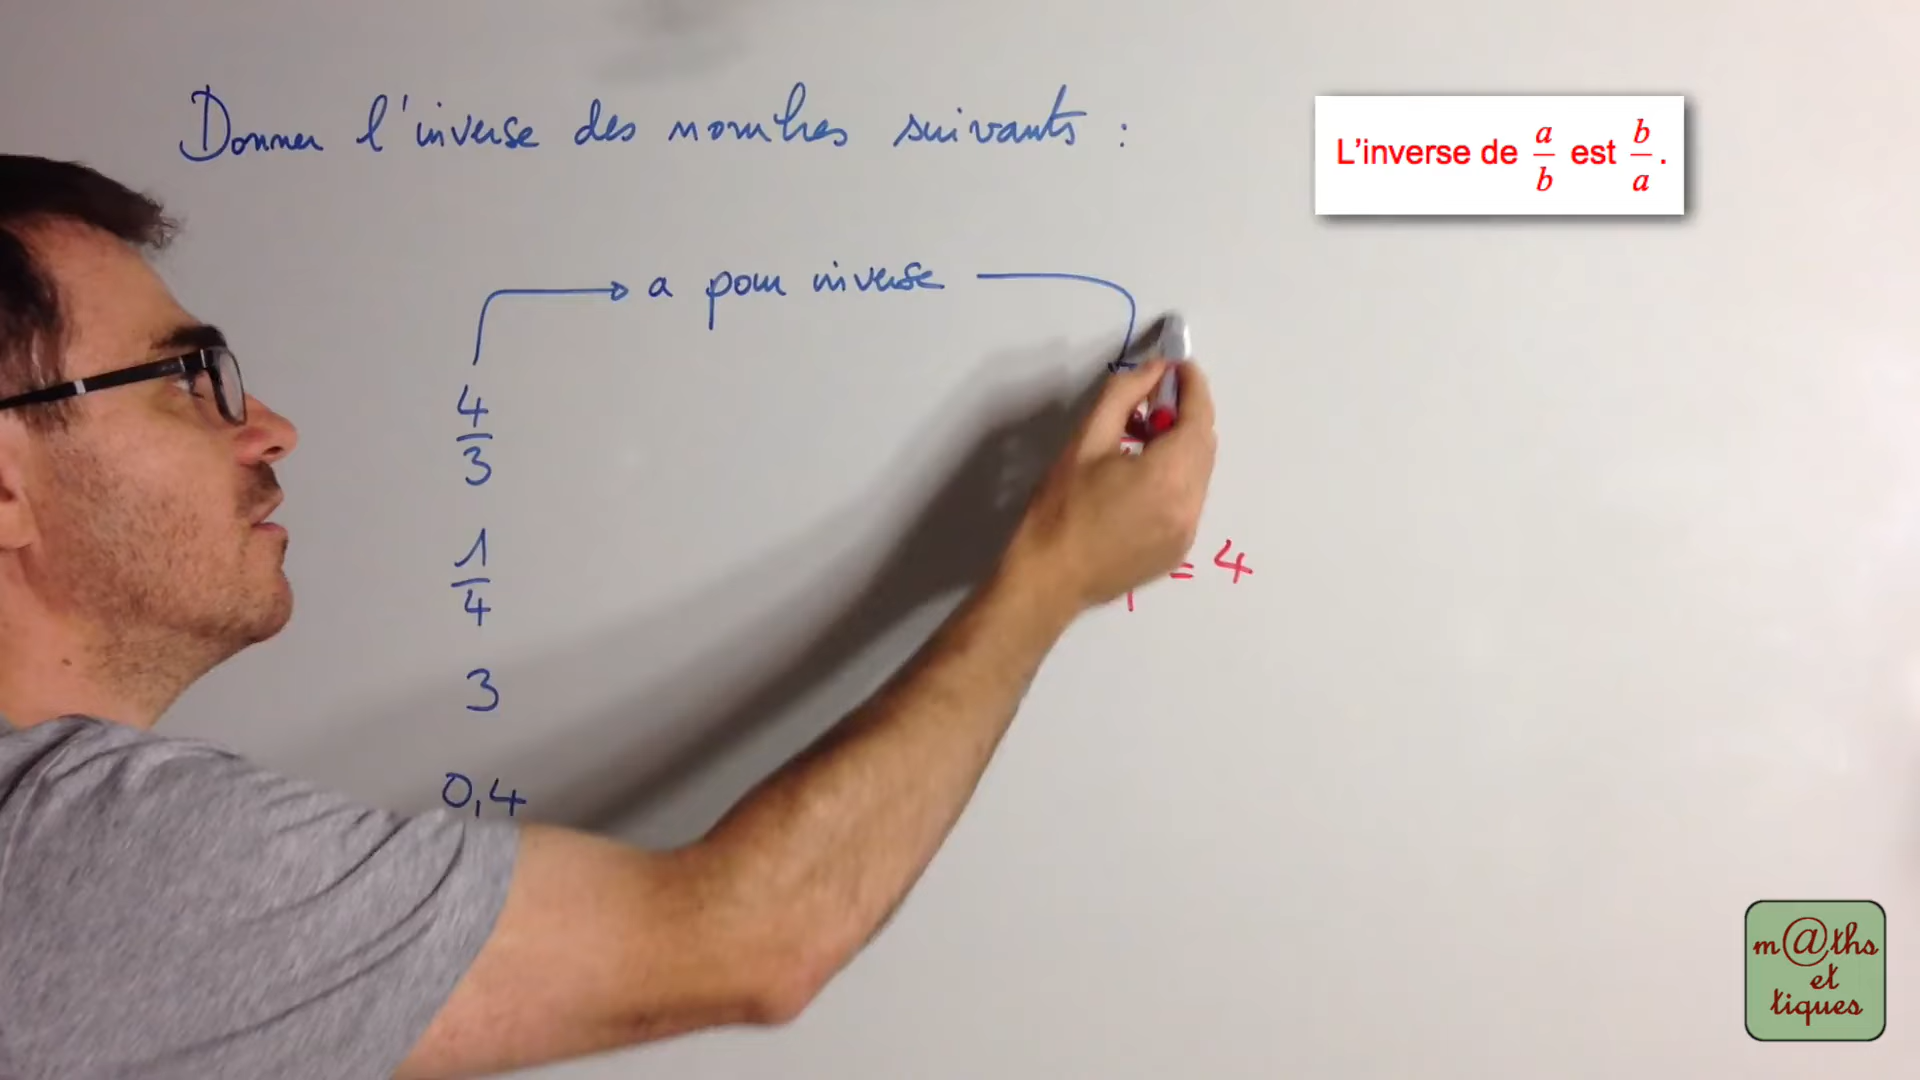 Donner l'inverse des nombres suivants :
L'inverse de a/b est b/a.
a pour inverse
4/3
1/4
= 4
3
0,4
m@ths
et
tiques